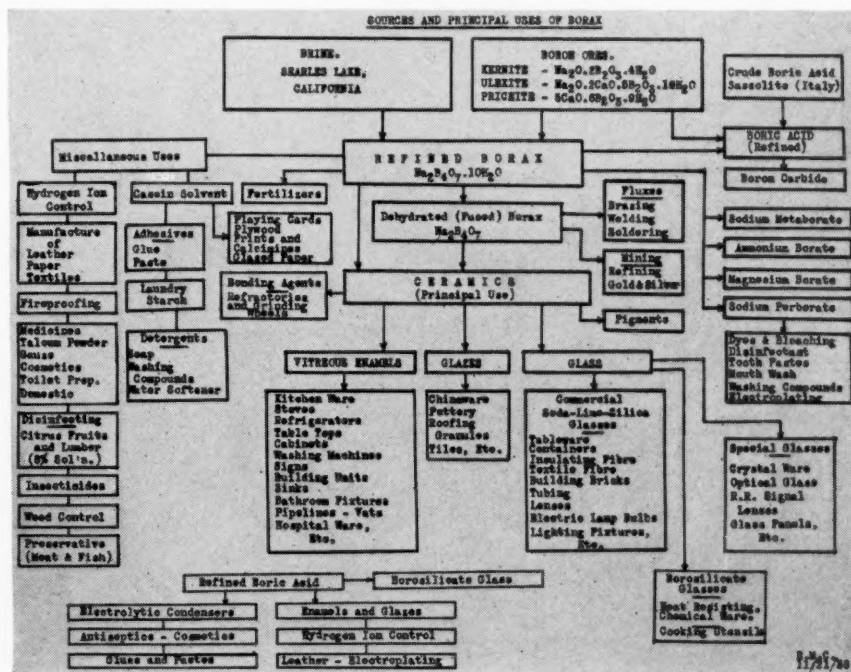 SOURCES AND PRINCIPAL USES OF BORAX
BRINE.
SEARLES LAKE,
CALIFORNIA
BORON ORES.
KERNITE - Na2O.2B2O3.4H2O
ULEXITE - Na2O.2CaO.5B2O3.16H2O
PRICEITE - 5CaO.6B2O3.9H2O
Crude Boric Acid
Sassolite (Italy)
BORIC ACID
(Refined)
Boron Carbide
Miscellaneous Uses
REFINED BORAX
Na2B4O7.10H2O
Hydrogen Ion
Control
Casein Solvent
Fertilizers
Dehydrated (Fused) Borax
Na2B4O7
Fluxes
Brazing
Welding
Soldering
Sodium Metaborate
Ammonium Borate
Magnesium Borate
Sodium Perborate
Manufacture
of
Leather
Paper
Textiles
Adhesives
Glue
Paste
Playing Cards
Plywood
Prints and
Calcimines
Glazed Paper
Mining
Refining
Gold & Silver
Fireproofing
Laundry
Starch
Bonding Agents
Refractories
and Grinding
Wheels
CERAMICS
(Principal Use)
Pigments
Medicines
Talcum Powder
Gauze
Cosmetics
Toilet Prep.
Domestic
Detergents
Soap
Washing
Compounds
Water Softener
Dyes & Bleaching
Disinfectant
Tooth Pastes
Mouth Wash
Washing Compounds
Electroplating
VITREOUS ENAMELS
GLAZES
GLASS
Disinfesting
Citrus Fruits
and Lumber
(5% Sol'n.)
Insecticides
Weed Control
Preservative
(Meat & Fish)
Kitchen Ware
Stoves
Refrigerators
Table Tops
Cabinets
Washing Machines
Signs
Building Units
Sinks
Bathroom Fixtures
Pipelines - Vats
Hospital Ware,
Etc.
Chinaware
Pottery
Roofing
Granules
Tiles, Etc.
Commercial
Soda-Lime-Silica
Glasses
Tableware
Containers
Insulating Fibre
Textile Fibre
Building Bricks
Tubing
Lenses
Electric Lamp Bulbs
Lighting Fixtures,
Etc.
Special Glasses
Crystal Ware
Optical Glass
R.R. Signal
Lenses
Glass Panels,
Etc.
Refined Boric Acid
Borosilicate Glass
Electrolytic Condensers
Antiseptics - Cosmetics
Glues and Pastes
Enamels and Glazes
Hydrogen Ion Control
Leather - Electroplating
Borosilicate
Glasses
Heat Resisting.
Chemical Ware.
Cooking Utensils